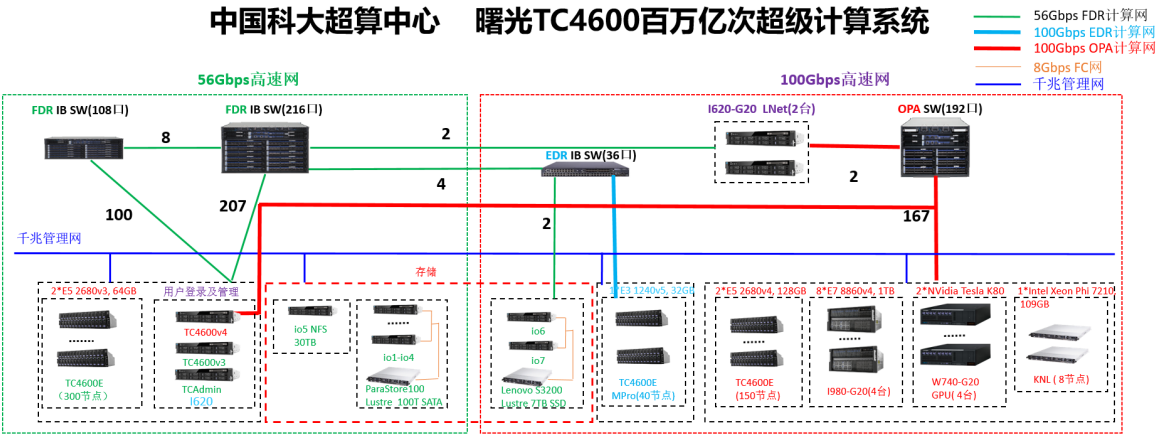 中国科大超算中心 曙光TC4600百万亿次超级计算系统
56Gbps FDR计算网
100Gbps EDR计算网
100Gbps OPA计算网
8Gbps FC网
千兆管理网
56Gbps高速网
100Gbps高速网
FDR IB SW(108口)
FDR IB SW(216口)
I620-G20 LNet(2台)
OPA SW(192口)
8
2
EDR IB SW(36口)
4
2
100
207
2
167
千兆管理网
存储
2*E5 2680v3, 64GB
用户登录及管理
1*E3 1240v5, 32GB
2*E5 2680v4, 128GB
8*E7 8860v4, 1TB
2*NVidia Tesla K80
1*Intel Xeon Phi 7210,
109GB
......
TC4600E
(300节点)
TC4600v4
TC4600v3
TCAdmin
I620
io5 NFS
30TB
......
io1-io4
ParaStore100
Lustre 100T SATA
io6
io7
Lenovo S3200
Lustre 7TB SSD
TC4600E
MPro(40节点)
......
TC4600E
(150节点)
......
I980-G20(4台)
......
W740-G20
GPU( 4台)
KNL ( 8节点)